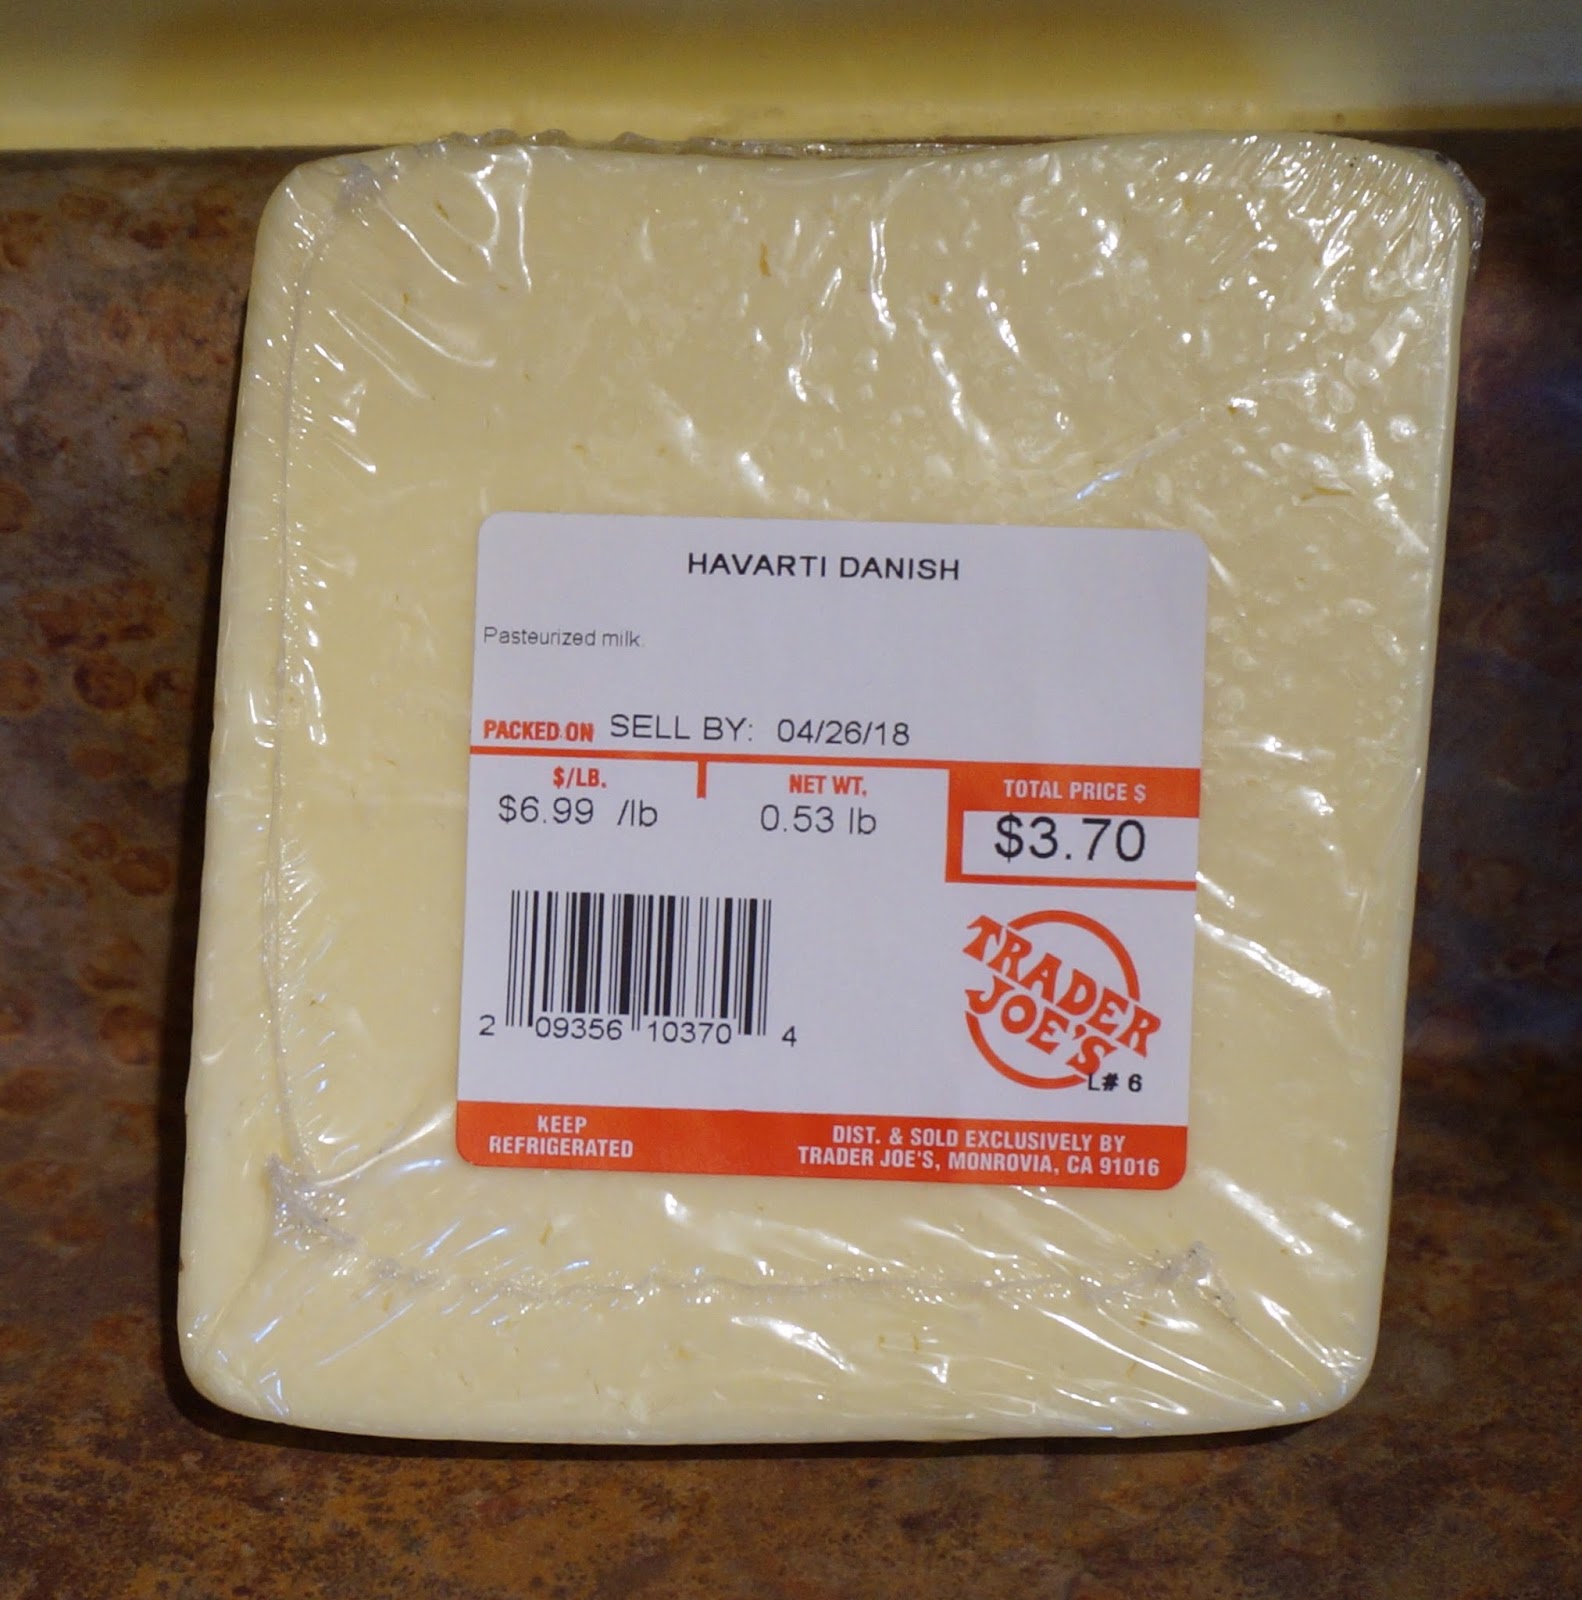 HAVARTI DANISH
Pasteurized milk.
PACKED ON SELL BY: 04/26/18
$/LB. NET WT. TOTAL PRICE $
$6.99 /lb 0.53 lb $3.70
2 09356 10370 4
TRADER
JOE'S
L# 6
KEEP
REFRIGERATED
DIST. & SOLD EXCLUSIVELY BY
TRADER JOE'S, MONROVIA, CA 91016